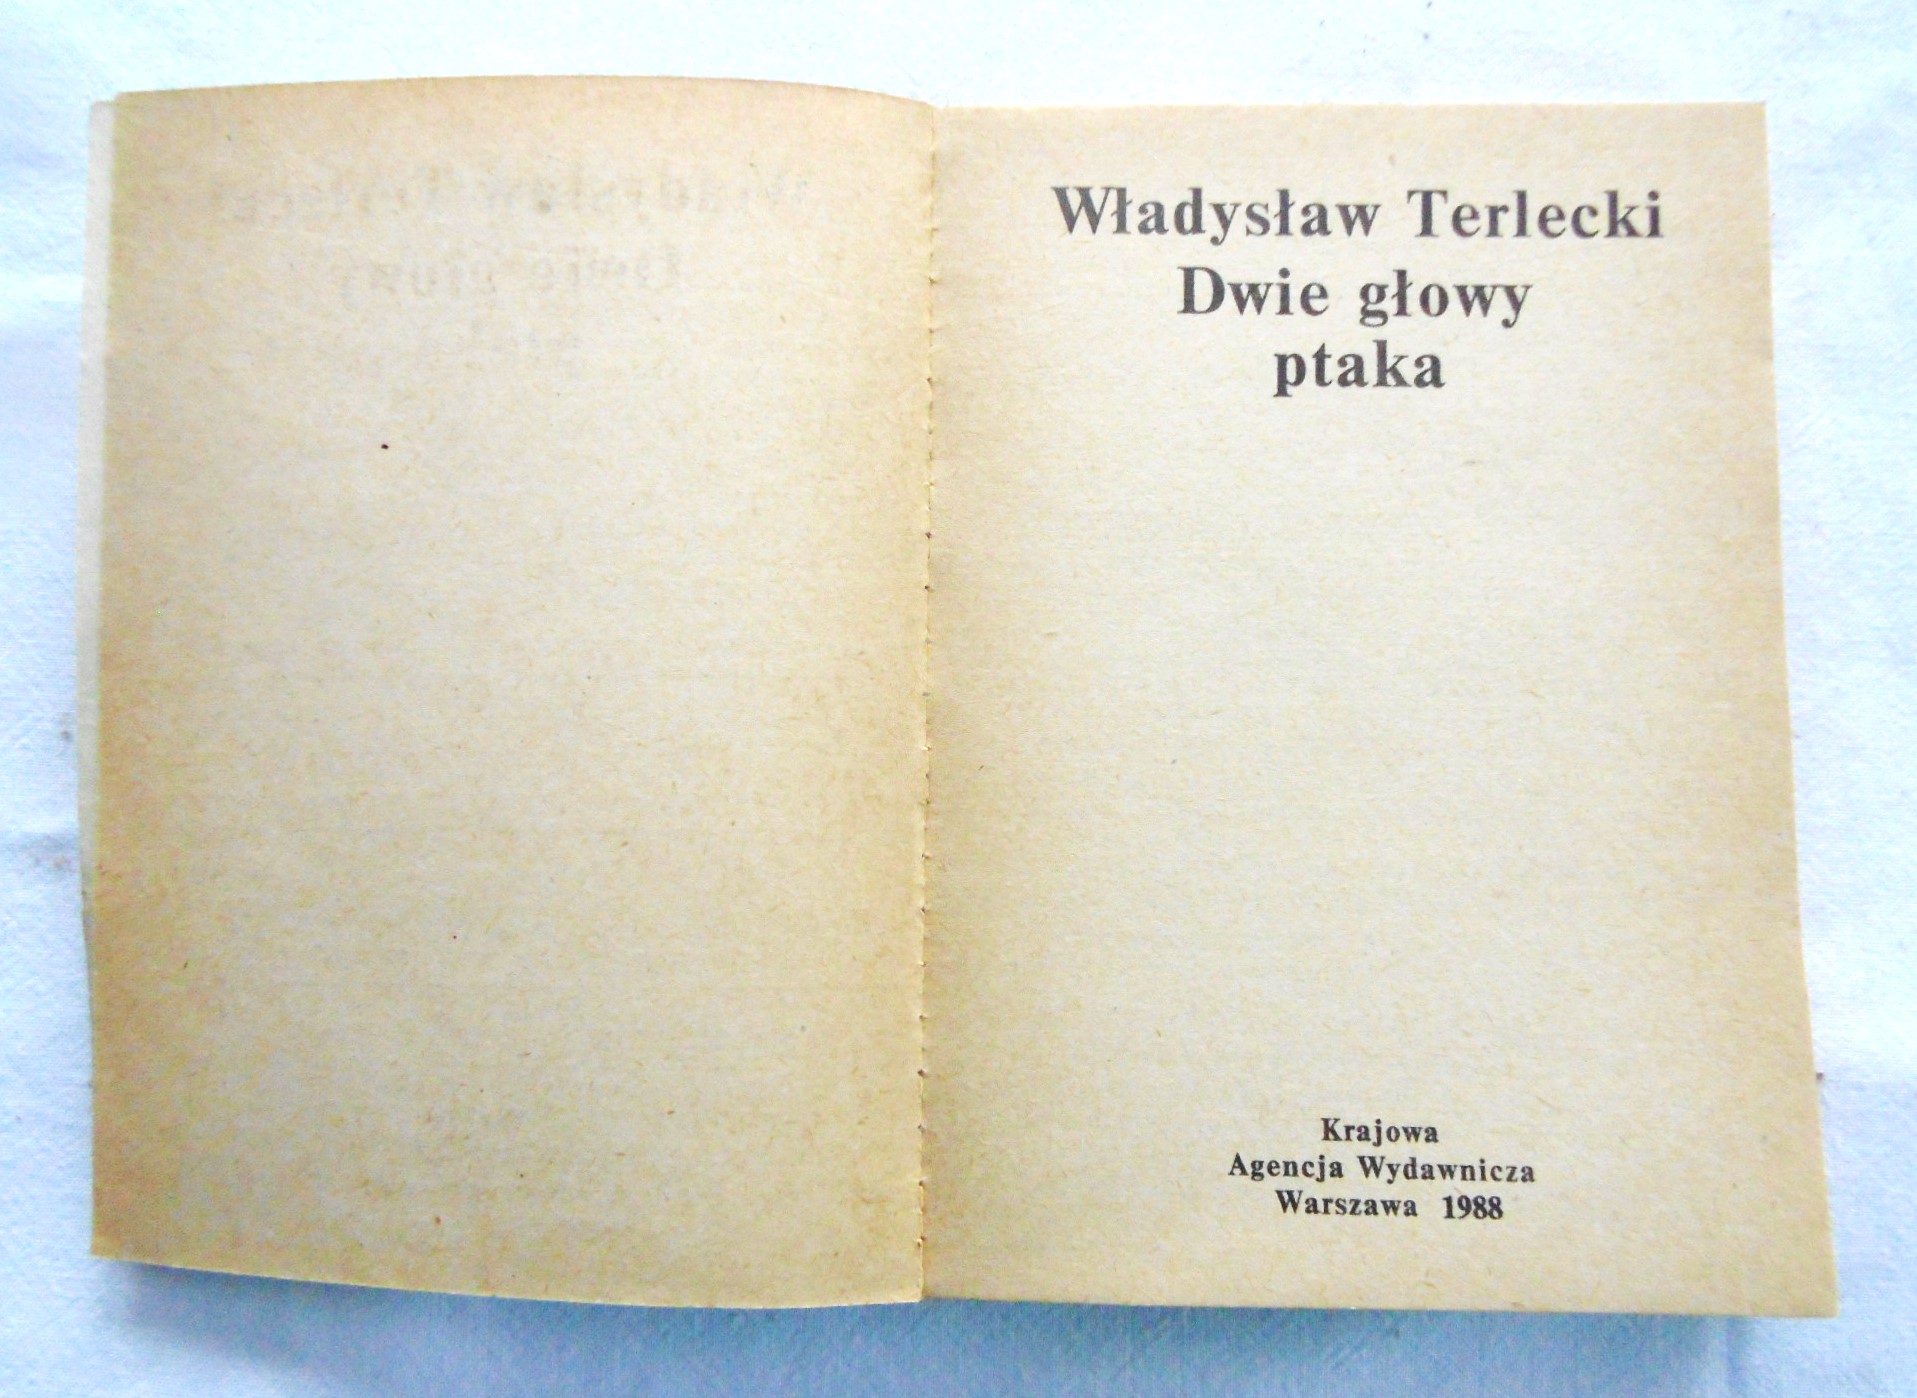 Władysław Terlecki
Dwie głowy
ptaka
Krajowa
Agencja Wydawnicza
Warszawa 1988